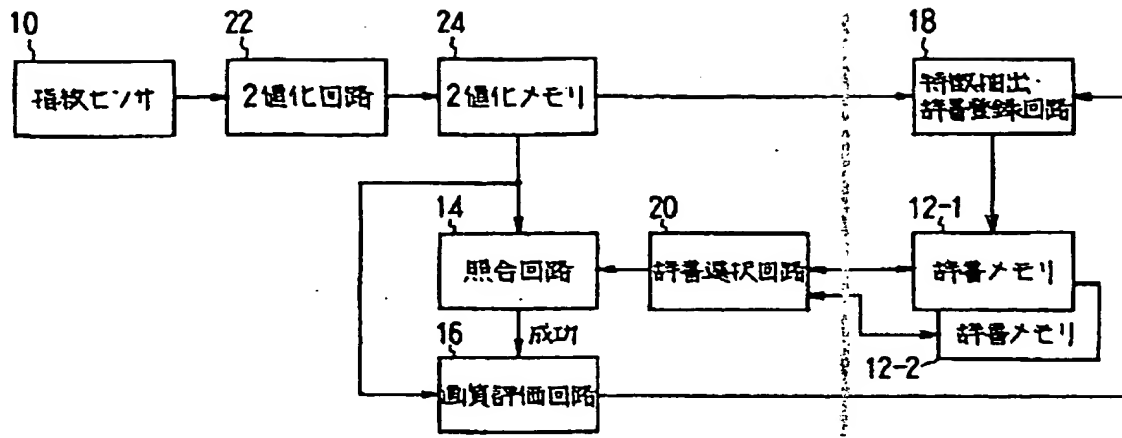 10
指紋センサ
22
2値化回路
24
2値化メモリ
18
特徴抽出・
辞書登録回路
14
照合回路
20
辞書選択回路
12-1
辞書メモリ
辞書メモリ
12-2
成功
16
画質評価回路